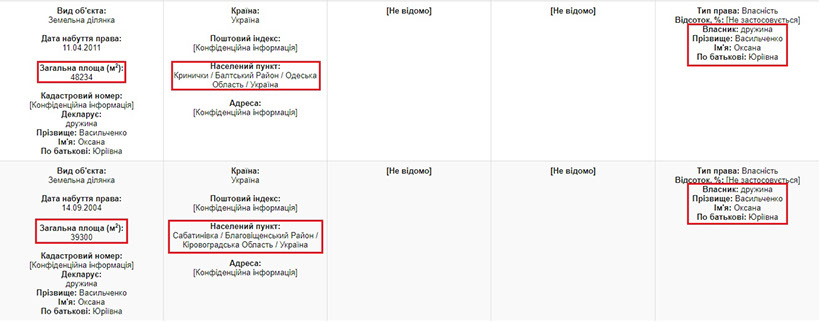 Вид об'єкта:
Земельна ділянка
Дата набуття права:
11.04.2011
Загальна площа (м²):
48234
Кадастровий номер:
[Конфіденційна інформація]
Декларує:
дружина
Прізвище: Васильченко
Ім'я: Оксана
По батькові: Юріївна
Країна:
Україна
Поштовий індекс:
[Конфіденційна інформація]
Населений пункт:
Кринички / Балтський Район / Одеська
Область / Україна
Адреса:
[Конфіденційна інформація]
[Не відомо]
[Не відомо]
Тип права: Власність
Відсоток, %: [Не застосовується]
Власник: дружина
Прізвище: Васильченко
Ім'я: Оксана
По батькові: Юріївна
Вид об'єкта:
Земельна ділянка
Дата набуття права:
14.09.2004
Загальна площа (м²):
39300
Кадастровий номер:
[Конфіденційна інформація]
Декларує:
дружина
Прізвище: Васильченко
Ім'я: Оксана
По батькові: Юріївна
Країна:
Україна
Поштовий індекс:
[Конфіденційна інформація]
Населений пункт:
Сабатинівка / Благовіщенський Район /
Кіровоградська Область / Україна
Адреса:
[Конфіденційна інформація]
[Не відомо]
[Не відомо]
Тип права: Власність
Відсоток, %: [Не застосовується]
Власник: дружина
Прізвище: Васильченко
Ім'я: Оксана
По батькові: Юріївна